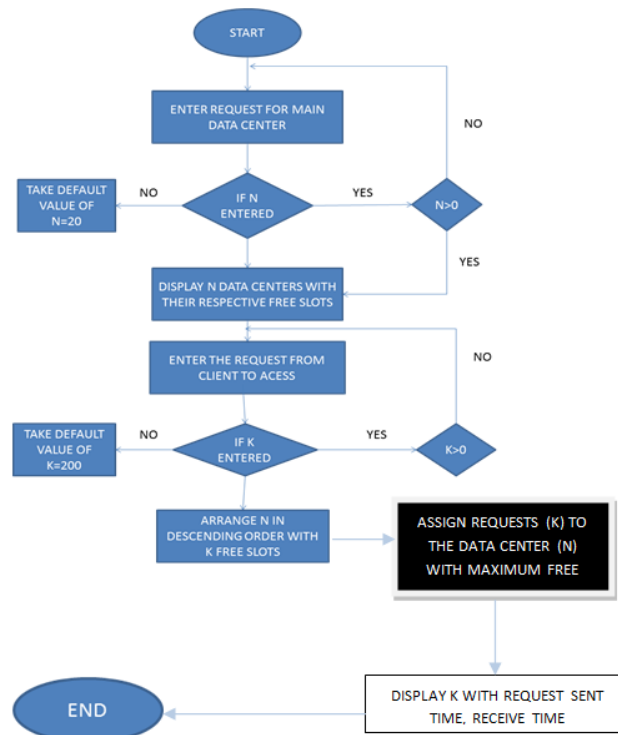 START
ENTER REQUEST FOR MAIN
DATA CENTER
NO
TAKE DEFAULT
VALUE OF
N=20
NO
IF N
ENTERED
YES
N>0
YES
DISPLAY N DATA CENTERS WITH
THEIR RESPECTIVE FREE SLOTS
ENTER THE REQUEST FROM
CLIENT TO ACESS
NO
TAKE DEFAULT
VALUE OF
K=200
NO
IF K
ENTERED
YES
K>0
ARRANGE N IN
DESCENDING ORDER WITH
K FREE SLOTS
ASSIGN REQUESTS (K) TO
THE DATA CENTER (N)
WITH MAXIMUM FREE
DISPLAY K WITH REQUEST SENT
TIME, RECEIVE TIME
END